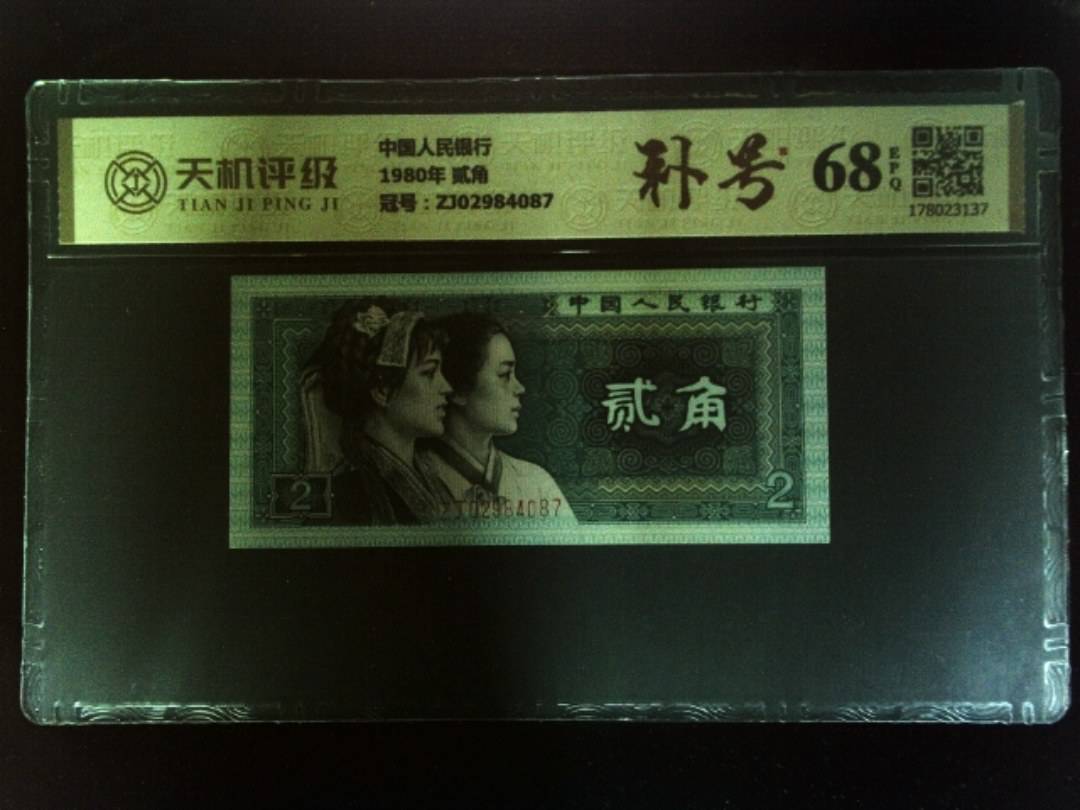 天机评级
TIAN JI PING JI
中国人民银行
1980年 贰角
冠号：ZJ02984087
补号
68
EPQ
178023137
中国人民银行
贰角
2
2
ZJ02984087